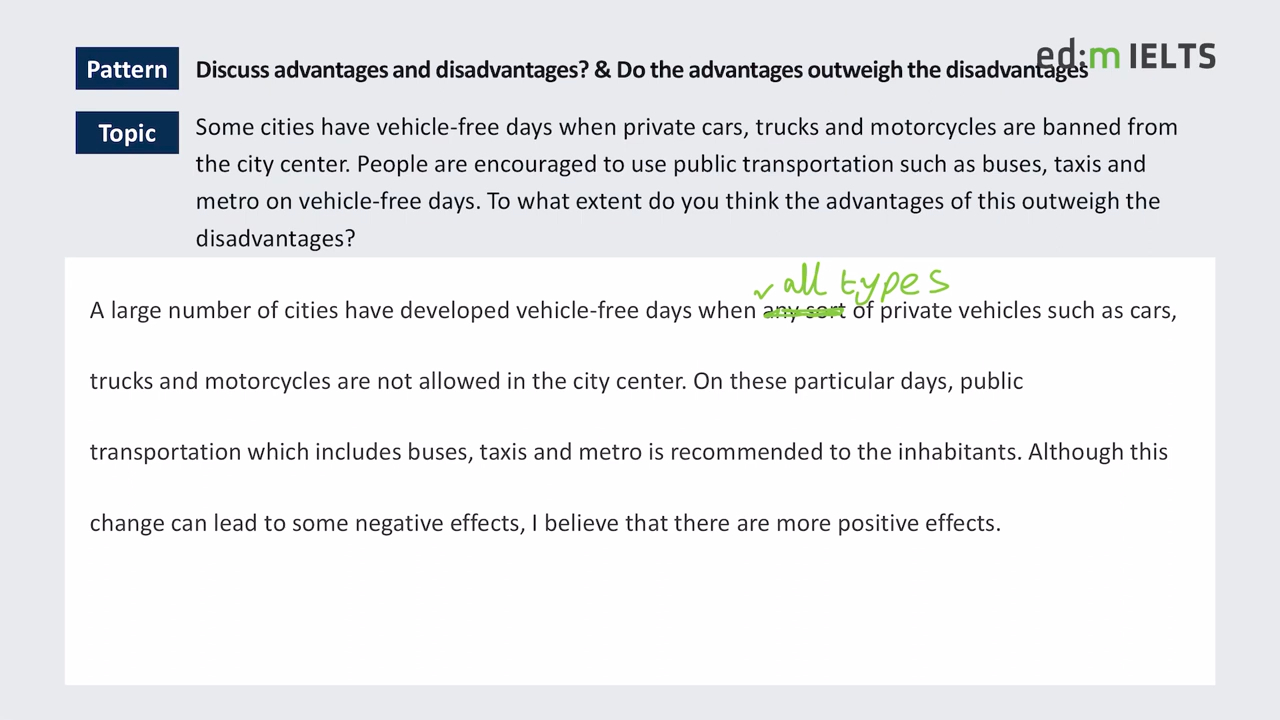 ed:m IELTS
Pattern
Discuss advantages and disadvantages? & Do the advantages outweigh the disadvantages
Topic
Some cities have vehicle-free days when private cars, trucks and motorcycles are banned from
the city center. People are encouraged to use public transportation such as buses, taxis and
metro on vehicle-free days. To what extent do you think the advantages of this outweigh the
disadvantages?
all types
A large number of cities have developed vehicle-free days when any sort of private vehicles such as cars,
trucks and motorcycles are not allowed in the city center. On these particular days, public
transportation which includes buses, taxis and metro is recommended to the inhabitants. Although this
change can lead to some negative effects, I believe that there are more positive effects.